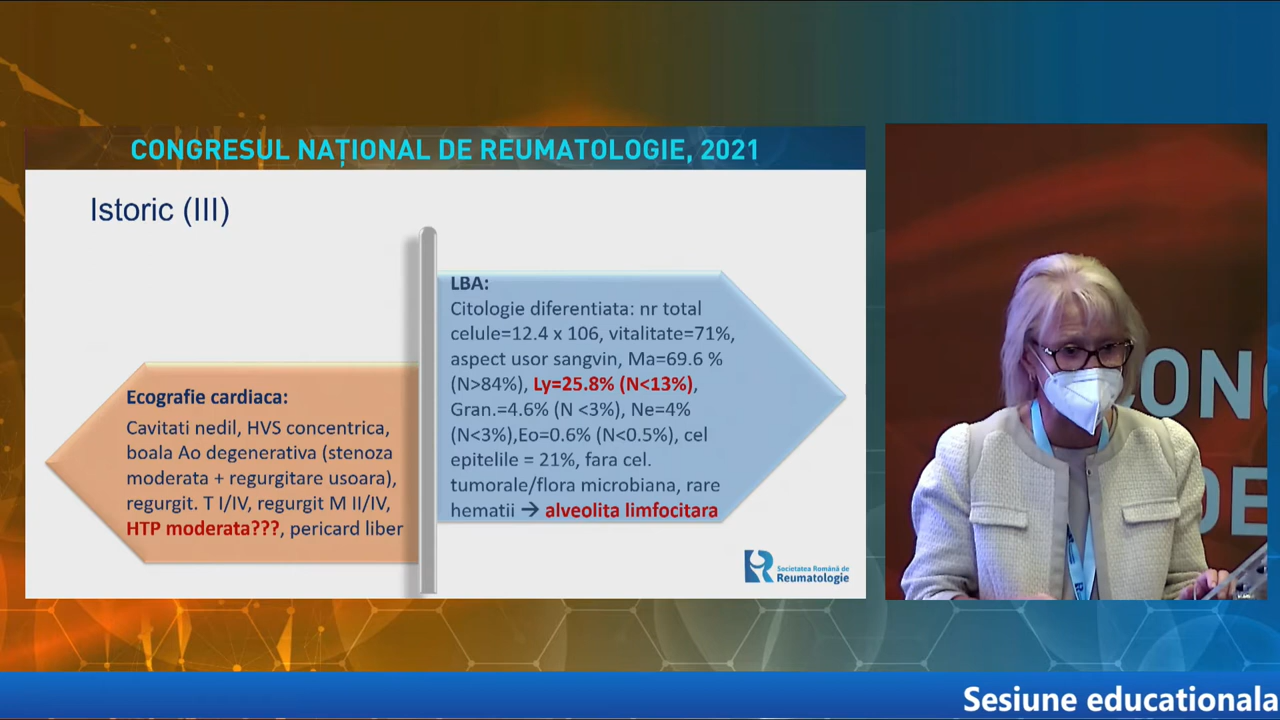 CONGRESUL NAȚIONAL DE REUMATOLOGIE, 2021
Istoric (III)
Ecografie cardiaca:
Cavitati nedil, HVS concentrica,
boala Ao degenerativa (stenoza
moderata + regurgitare usoara),
regurgit. T I/IV, regurgit M II/IV,
HTP moderata???, pericard liber
LBA:
Citologie diferentiata: nr total
celule=12.4 x 106, vitalitate=71%,
aspect usor sangvin, Ma=69.6 %
(N>84%), Ly=25.8% (N<13%),
Gran.=4.6% (N <3%), Ne=4%
(N<3%),Eo=0.6% (N<0.5%), cel
epitelile = 21%, fara cel.
tumorale/flora microbiana, rare
hematii → alveolita limfocitara
Societatea Română de
Reumatologie
CONG
DE
Sesiune educationala